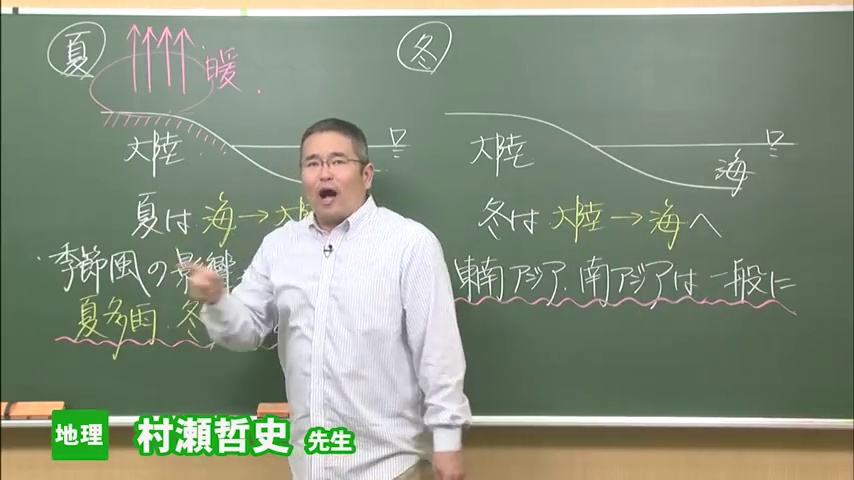 夏
暖.
大陸
夏は 海→大陸
季節風の影響
夏多雨・冬
冬
大陸
海
冬は 大陸→海へ
東南アジア.南アジアは一般に
地理 村瀬哲史 先生